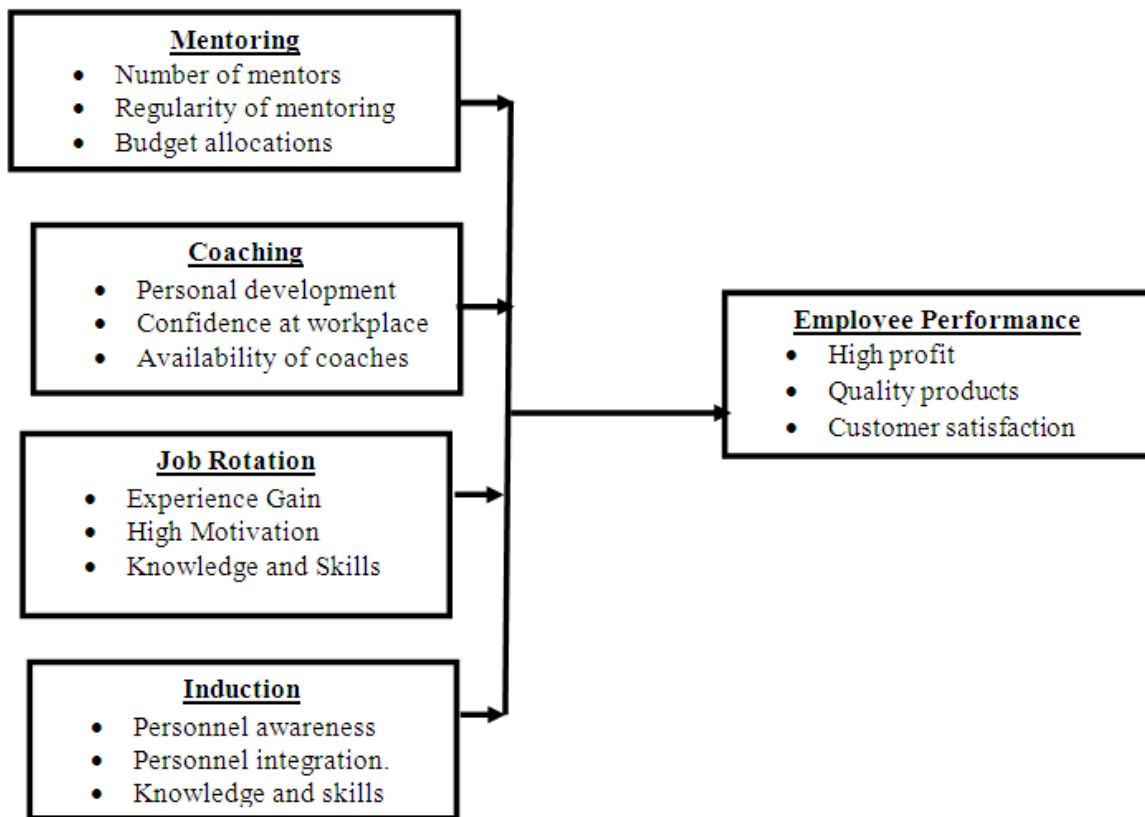 Mentoring
• Number of mentors
• Regularity of mentoring
• Budget allocations
Coaching
• Personal development
• Confidence at workplace
• Availability of coaches
Job Rotation
• Experience Gain
• High Motivation
• Knowledge and Skills
Induction
• Personnel awareness
• Personnel integration.
• Knowledge and skills
Employee Performance
• High profit
• Quality products
• Customer satisfaction